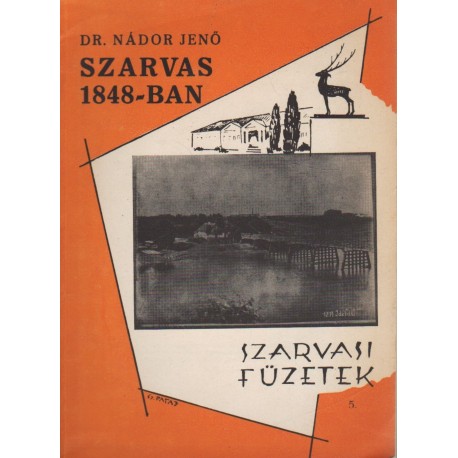 DR. NÁDOR JENŐ
SZARVAS
1848-BAN
SZARVASI
FÜZETEK
5.